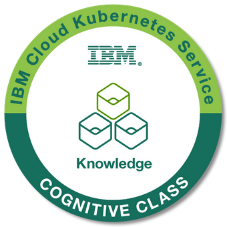 IBM Cloud Kubernetes Service
IBM®
Knowledge
COGNITIVE CLASS